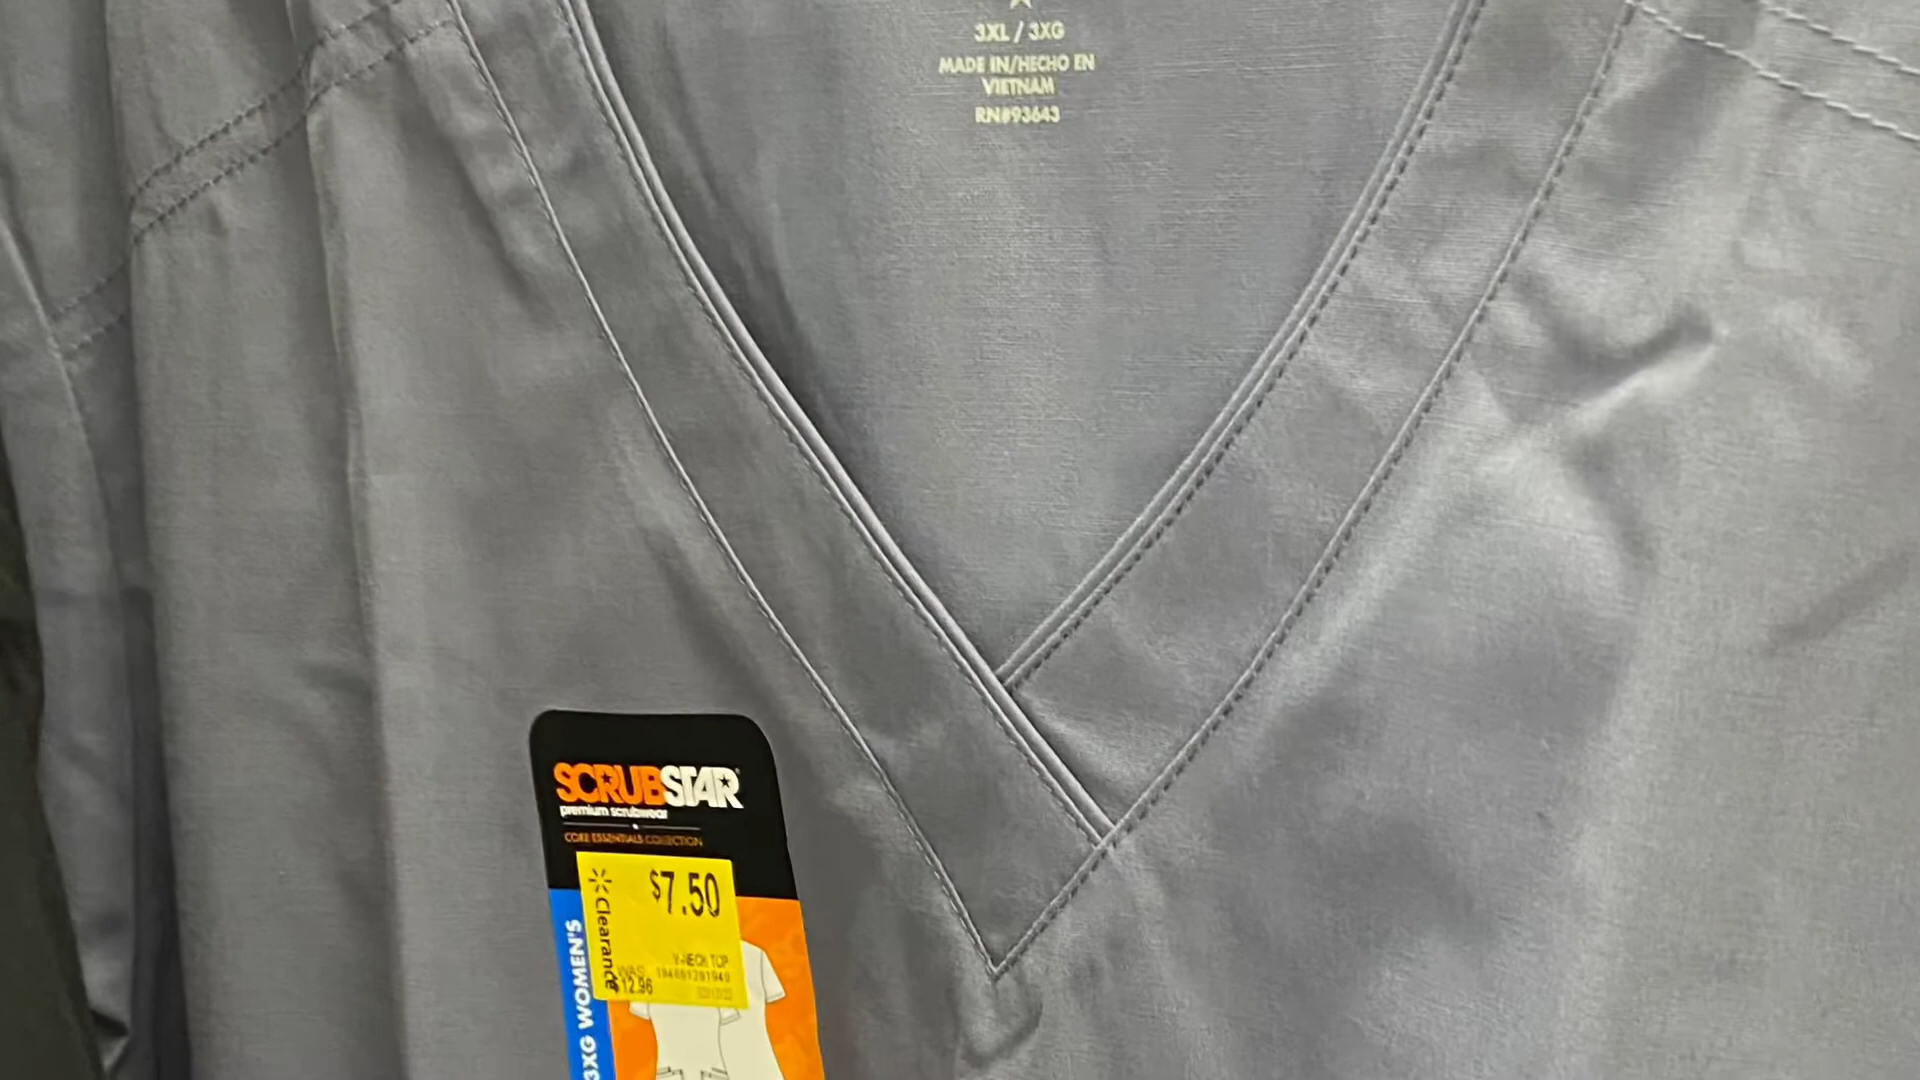 3XL / 3XG
MADE IN/HECHO EN
VIETNAM
RN#93643
SCRUBSTAR
premium scrubwear
CORE ESSENTIALS COLLECTION
$7.50
Clearance
V-NECK TOP
WAS
$12.96
3XG WOMEN'S